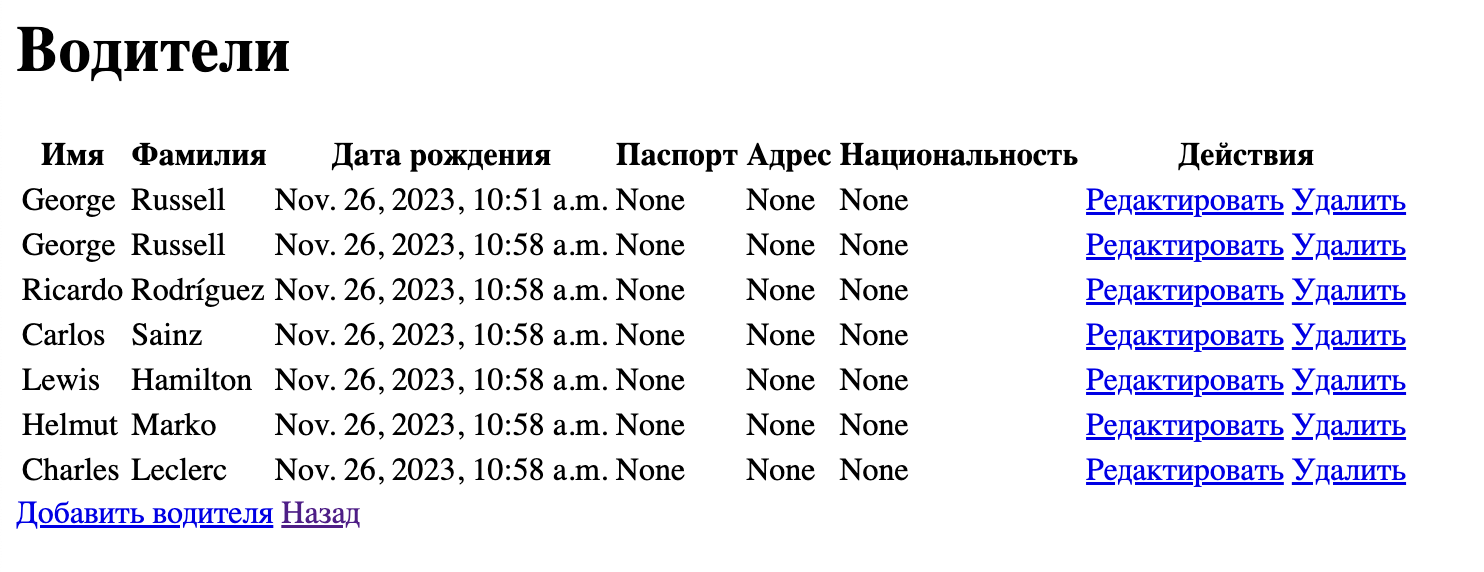 Водители
Имя Фамилия Дата рождения Паспорт Адрес Национальность Действия
George Russell Nov. 26, 2023, 10:51 a.m. None None None Редактировать Удалить
George Russell Nov. 26, 2023, 10:58 a.m. None None None Редактировать Удалить
Ricardo Rodríguez Nov. 26, 2023, 10:58 a.m. None None None Редактировать Удалить
Carlos Sainz Nov. 26, 2023, 10:58 a.m. None None None Редактировать Удалить
Lewis Hamilton Nov. 26, 2023, 10:58 a.m. None None None Редактировать Удалить
Helmut Marko Nov. 26, 2023, 10:58 a.m. None None None Редактировать Удалить
Charles Leclerc Nov. 26, 2023, 10:58 a.m. None None None Редактировать Удалить
Добавить водителя Назад